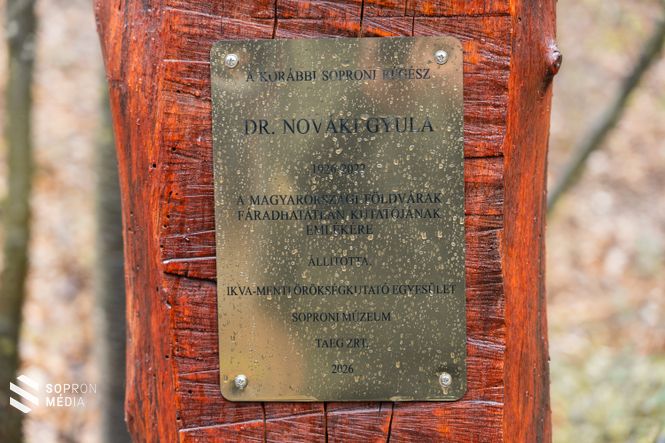 A KORÁBBI SOPRONI RÉGÉSZ
DR. NOVÁKI GYULA
1926-2022
A MAGYARORSZÁGI FÖLDVÁRAK
FÁRADHATATLAN KUTATÓJÁNAK
EMLÉKÉRE
ÁLLÍTOTTA:
IKVA-MENTI ÖRÖKSÉGKUTATÓ EGYESÜLET
SOPRONI MÚZEUM
TAEG ZRT.
2026
SOPRON
MÉDIA